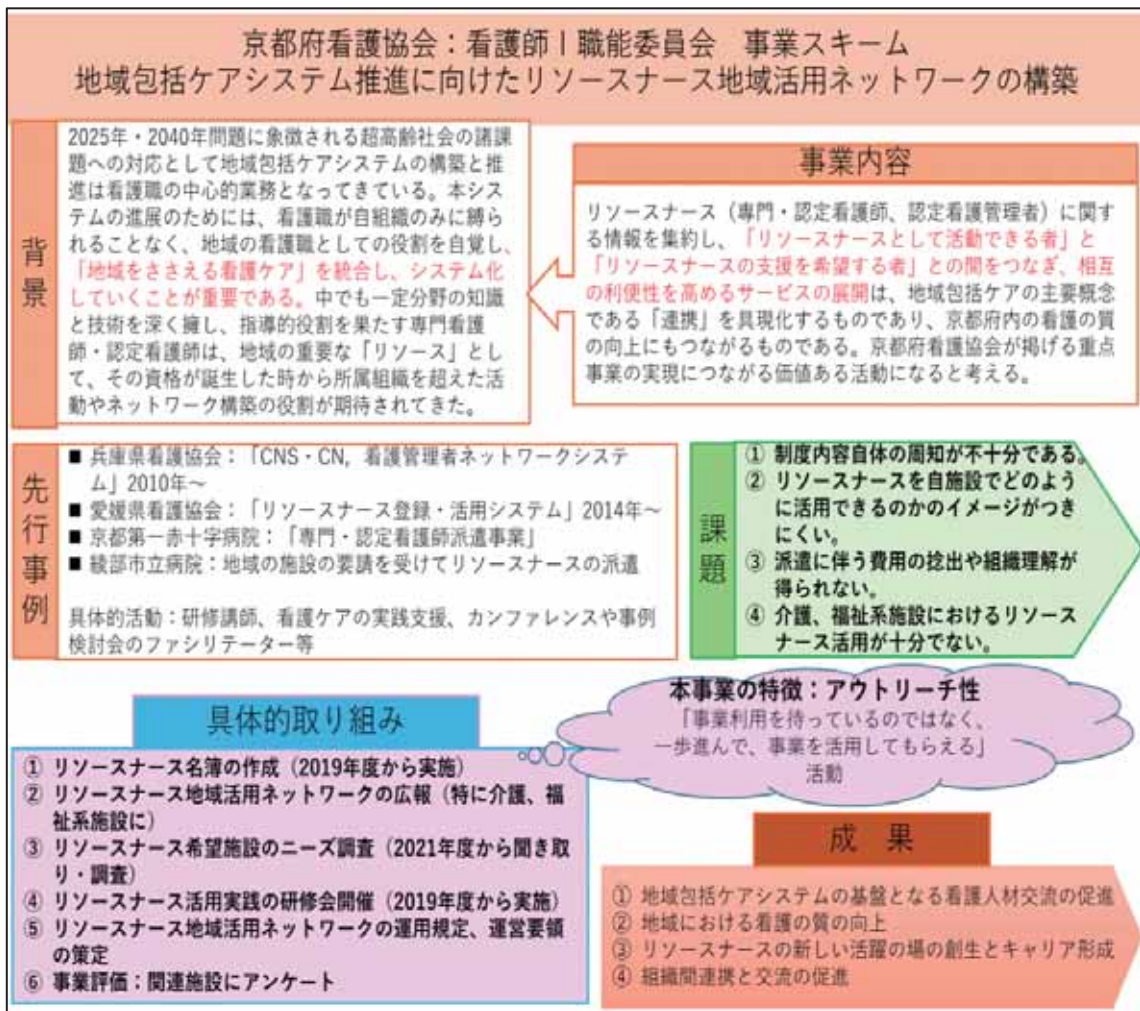 京都府看護協会：看護師Ⅰ職能委員会　事業スキーム
地域包括ケアシステム推進に向けたリソースナース地域活用ネットワークの構築
背景
2025年・2040年問題に象徴される超高齢社会の諸課
題への対応として地域包括ケアシステムの構築と推
進は看護職の中心的業務となってきている。本シス
テムの進展のためには、看護職が自組織のみに縛
られることなく、地域の看護職としての役割を自覚し、
「地域をささえる看護ケア」を統合し、システム化
していくことが重要である。中でも一定分野の知識
と技術を深く擁し、指導的役割を果たす専門看護
師・認定看護師は、地域の重要な「リソース」とし
て、その資格が誕生した時から所属組織を超えた活
動やネットワーク構築の役割が期待されてきた。
事業内容
リソースナース（専門・認定看護師、認定看護管理者）に関す
る情報を集約し、「リソースナースとして活動できる者」と
「リソースナースの支援を希望する者」との間をつなぎ、相互
の利便性を高めるサービスの展開は、地域包括ケアの主要概念
である「連携」を具現化するものであり、京都府内の看護の質
の向上にもつながるものである。京都府看護協会が掲げる重点
事業の実現につながる価値ある活動になると考える。
先行事例
■ 兵庫県看護協会：「CNS・CN，看護管理者ネットワークシステ
ム」2010年～
■ 愛媛県看護協会：「リソースナース登録・活用システム」2014年～
■ 京都第一赤十字病院：「専門・認定看護師派遣事業」
■ 綾部市立病院：地域の施設の要請を受けてリソースナースの派遣
具体的活動：研修講師、看護ケアの実践支援、カンファレンスや事例
検討会のファシリテーター等
課題
① 制度内容自体の周知が不十分である。
② リソースナースを自施設でどのよう
に活用できるのかのイメージがつき
にくい。
③ 派遣に伴う費用の捻出や組織理解が
得られない。
④ 介護、福祉系施設におけるリソース
ナース活用が十分でない。
本事業の特徴：アウトリーチ性
「事業利用を待っているのではなく、
一歩進んで、事業を活用してもらえる」
活動
具体的取り組み
① リソースナース名簿の作成（2019年度から実施）
② リソースナース地域活用ネットワークの広報（特に介護、福
祉系施設に）
③ リソースナース希望施設のニーズ調査（2021年度から聞き取
り・調査）
④ リソースナース活用実践の研修会開催（2019年度から実施）
⑤ リソースナース地域活用ネットワークの運用規定、運営要領
の策定
⑥ 事業評価：関連施設にアンケート
成　果
① 地域包括ケアシステムの基盤となる看護人材交流の促進
② 地域における看護の質の向上
③ リソースナースの新しい活躍の場の創生とキャリア形成
④ 組織間連携と交流の促進